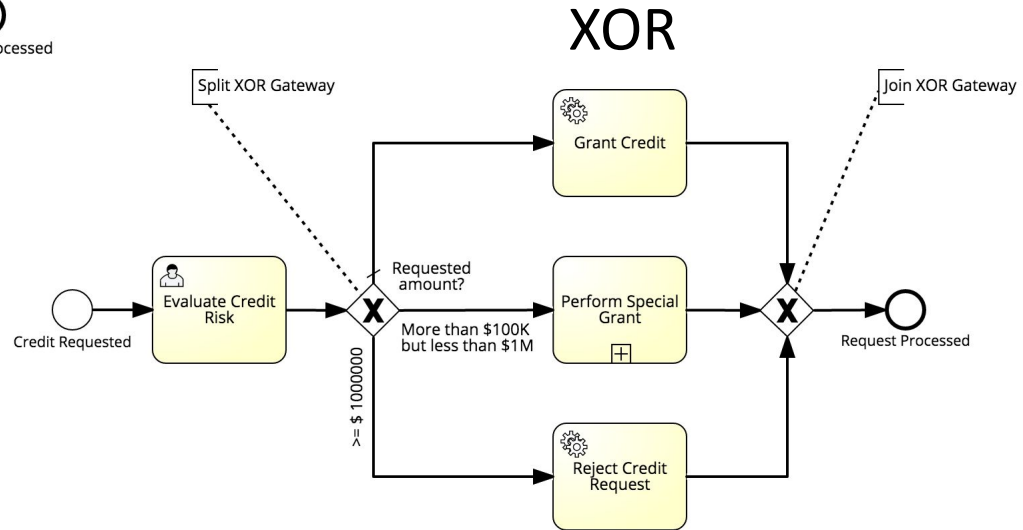 XOR
ocessed
Split XOR Gateway
Join XOR Gateway
Grant Credit
Requested
amount?
Evaluate Credit
Risk
X
Perform Special
Grant
X
Credit Requested
More than $100K
but less than $1M
Request Processed
>= $ 1000000
Reject Credit
Request